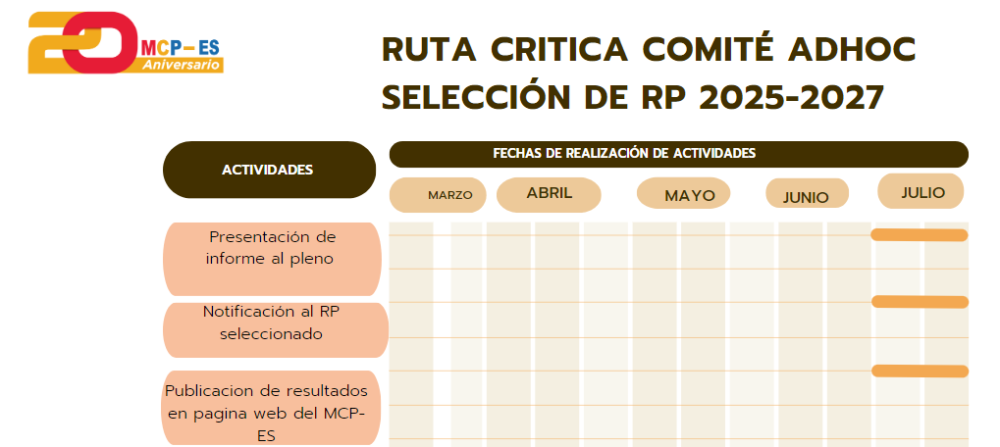 20 MCP-ES
Aniversario
RUTA CRITICA COMITÉ ADHOC
SELECCIÓN DE RP 2025-2027
ACTIVIDADES
FECHAS DE REALIZACIÓN DE ACTIVIDADES
MARZO
ABRIL
MAYO
JUNIO
JULIO
Presentación de
informe al pleno
Notificación al RP
seleccionado
Publicacion de resultados
en pagina web del MCP-
ES